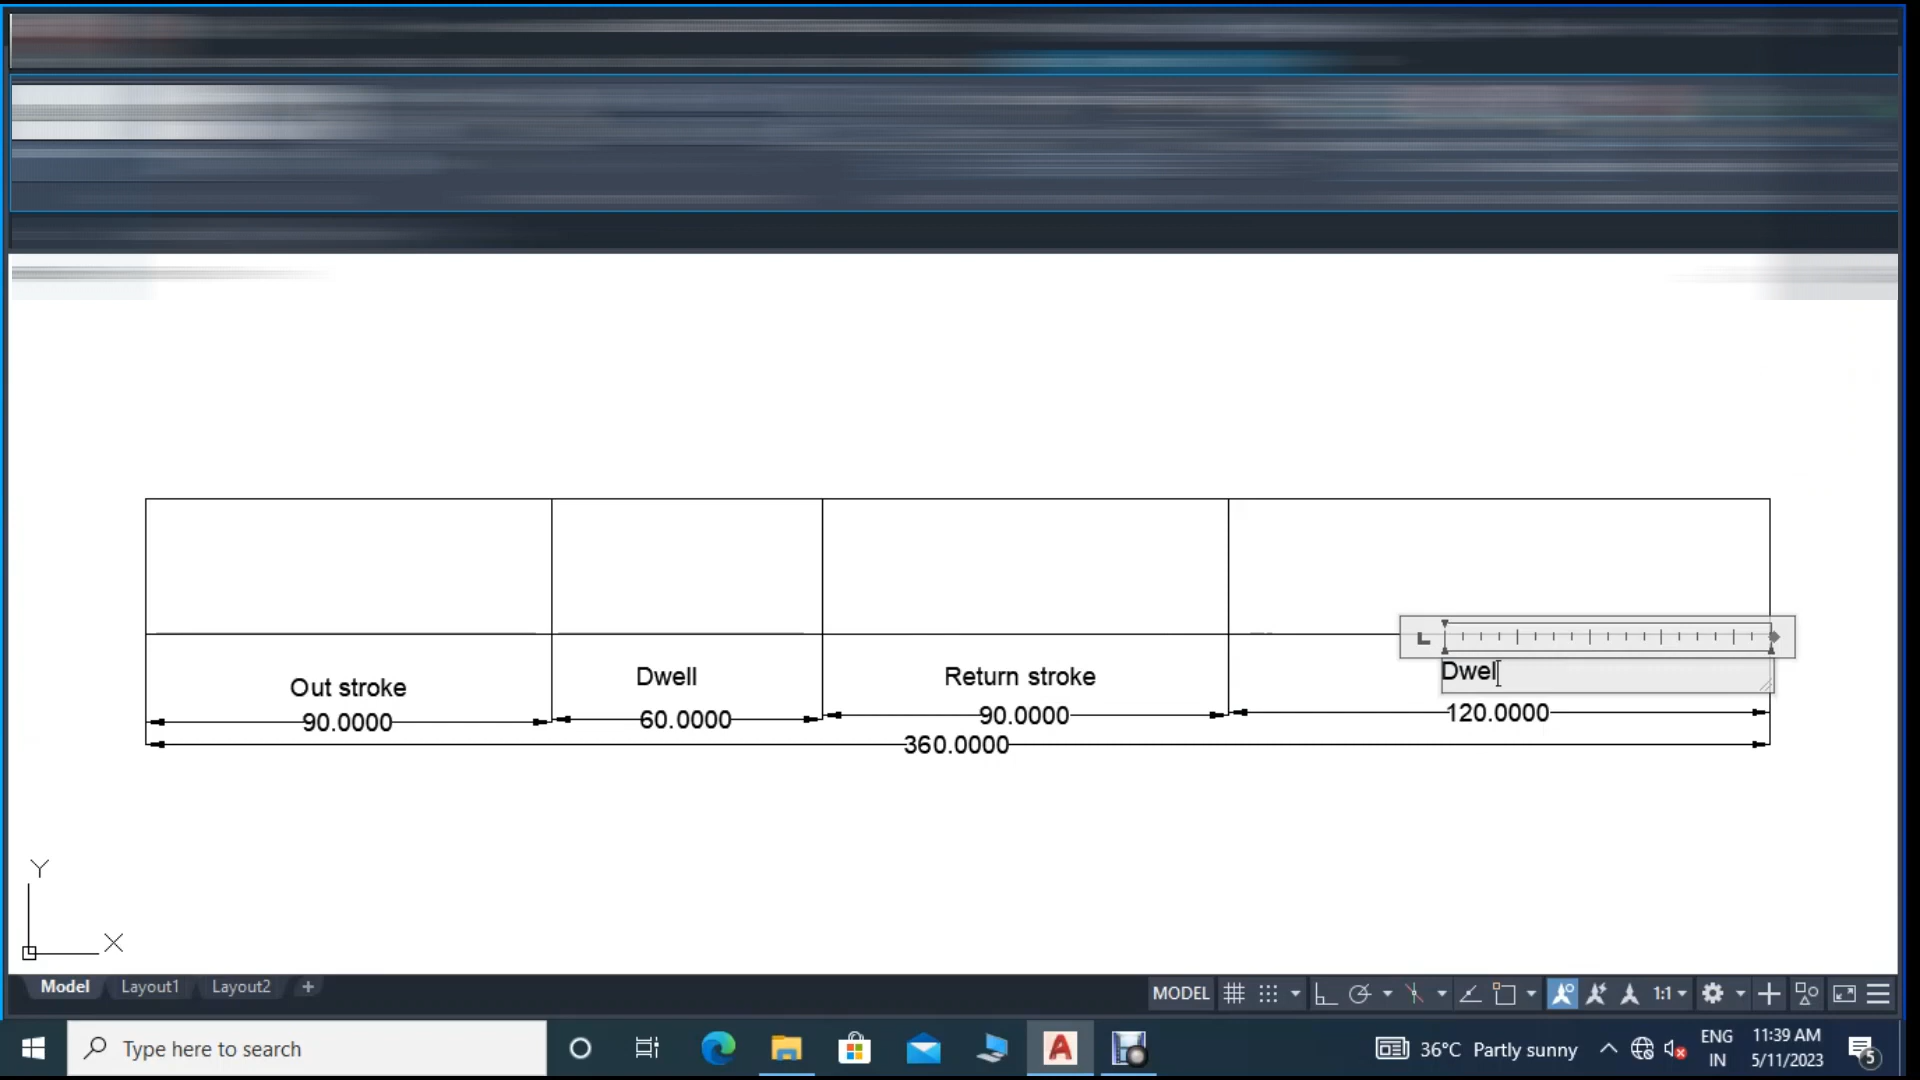 Out stroke
Dwell
Return stroke
Dwel
90.0000
60.0000
90.0000
120.0000
360.0000
Y
X
Model
Layout1
Layout2
+
MODEL
1:1
Type here to search
36°C Partly sunny
ENG
IN
11:39 AM
5/11/2023
5